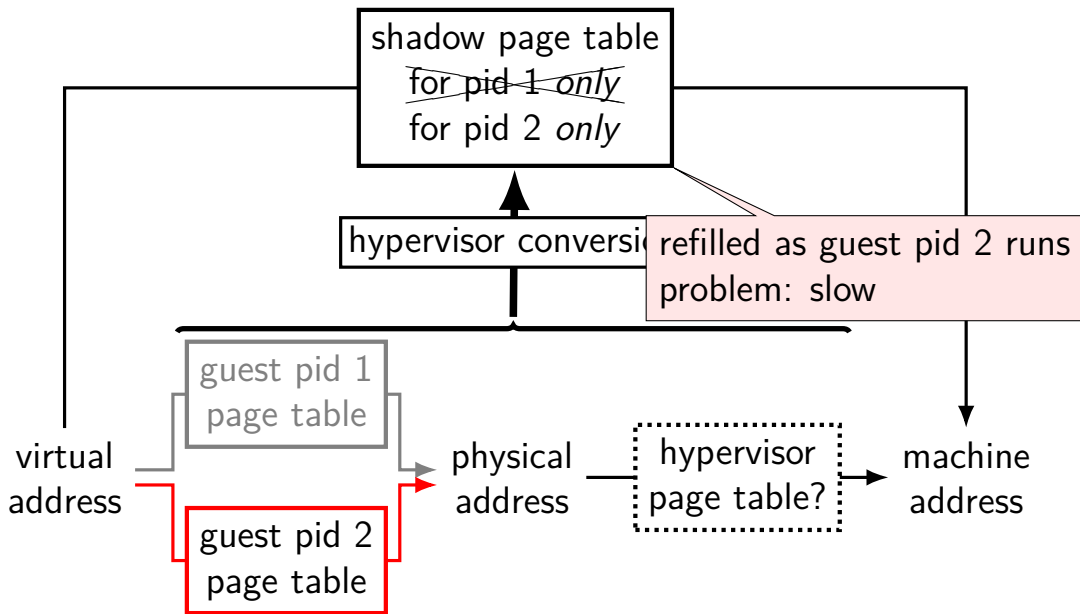 shadow page table
for pid 1 only
for pid 2 only
hypervisor conversi
refilled as guest pid 2 runs
problem: slow
guest pid 1
page table
virtual
address
physical
address
hypervisor
page table?
machine
address
guest pid 2
page table